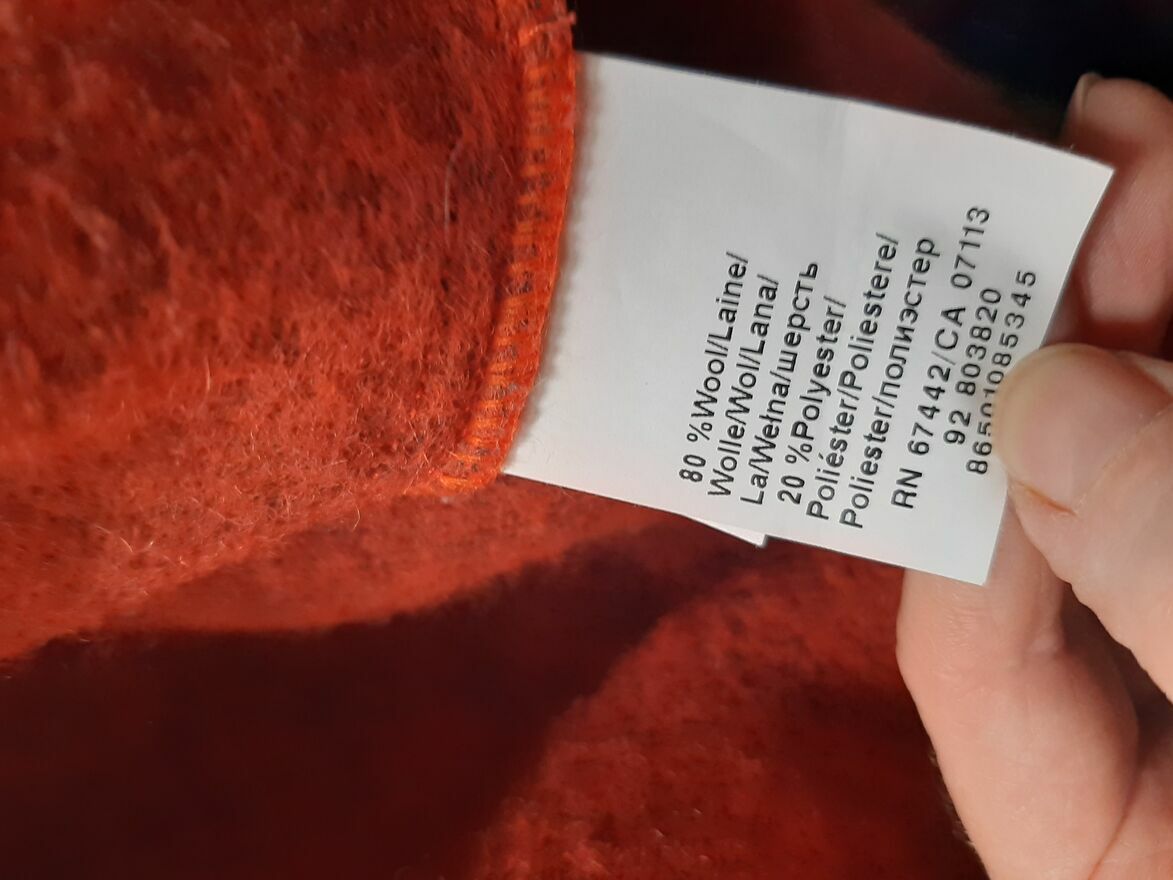 80 %Wool/Laine/
Wolle/Wol/Lana/
La/Wełna/шерсть
20 %Polyester/
Poliéster/Poliestere/
Poliester/полиэстер
RN 67442/CA 07113
92 803820
86501085345